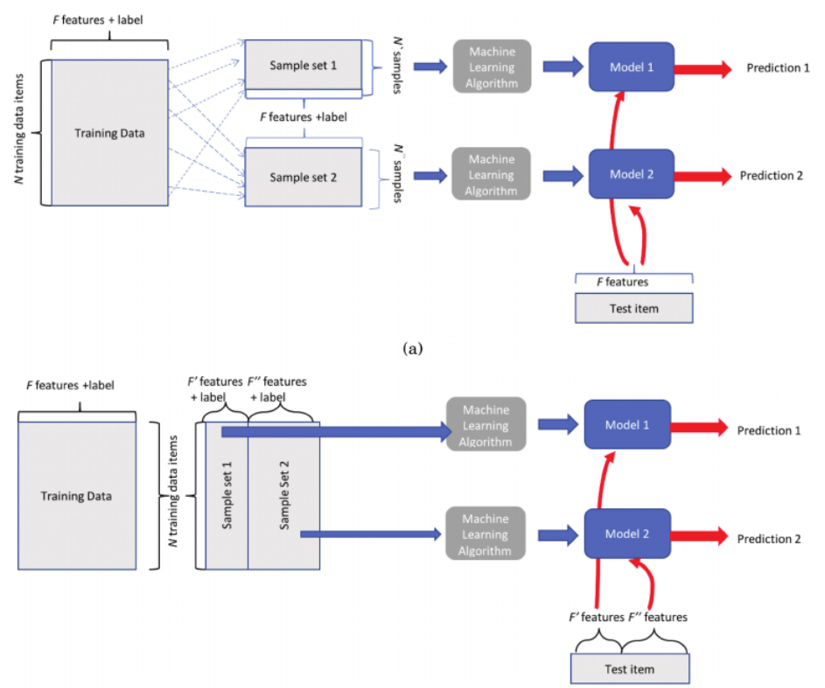 F features + label
N training data items
Training Data
Sample set 1
N` samples
F features +label
Sample set 2
N¨ samples
Machine
Learning
Algorithm
Model 1
Prediction 1
Machine
Learning
Algorithm
Model 2
Prediction 2
F features
Test item
(a)
F features +label
Training Data
N training data items
F′ features
+ label
F′′ features
+ label
Sample set 1
Sample Set 2
Machine
Learning
Algorithm
Model 1
Prediction 1
Machine
Learning
Algorithm
Model 2
Prediction 2
F′ features
F′′ features
Test item